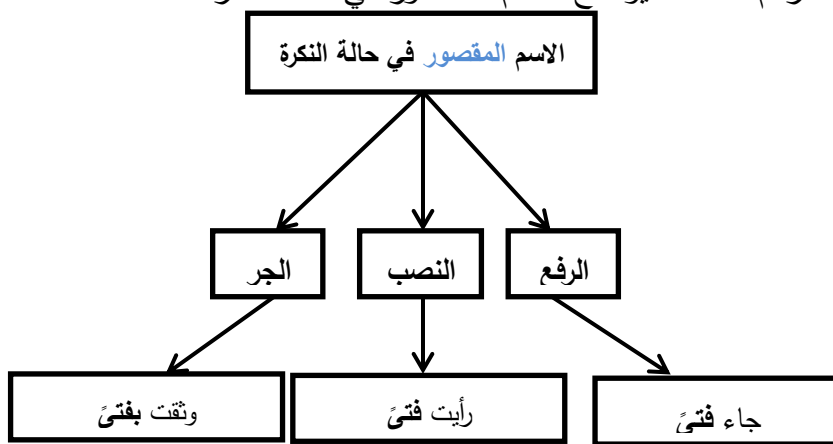 الاسم المقصور في حالة النكرة
الرفع
النصب
الجر
جاء فتىً
رأيت فتىً
وثقت بفتىً